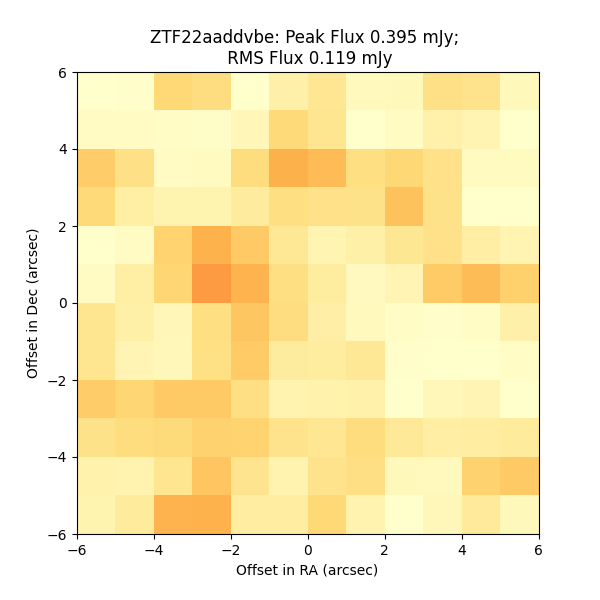 ZTF22aaddvbe: Peak Flux 0.395 mJy;
RMS Flux 0.119 mJy
6
4
2
0
−2
−4
−6
Offset in Dec (arcsec)
−6 −4 −2 0 2 4 6
Offset in RA (arcsec)